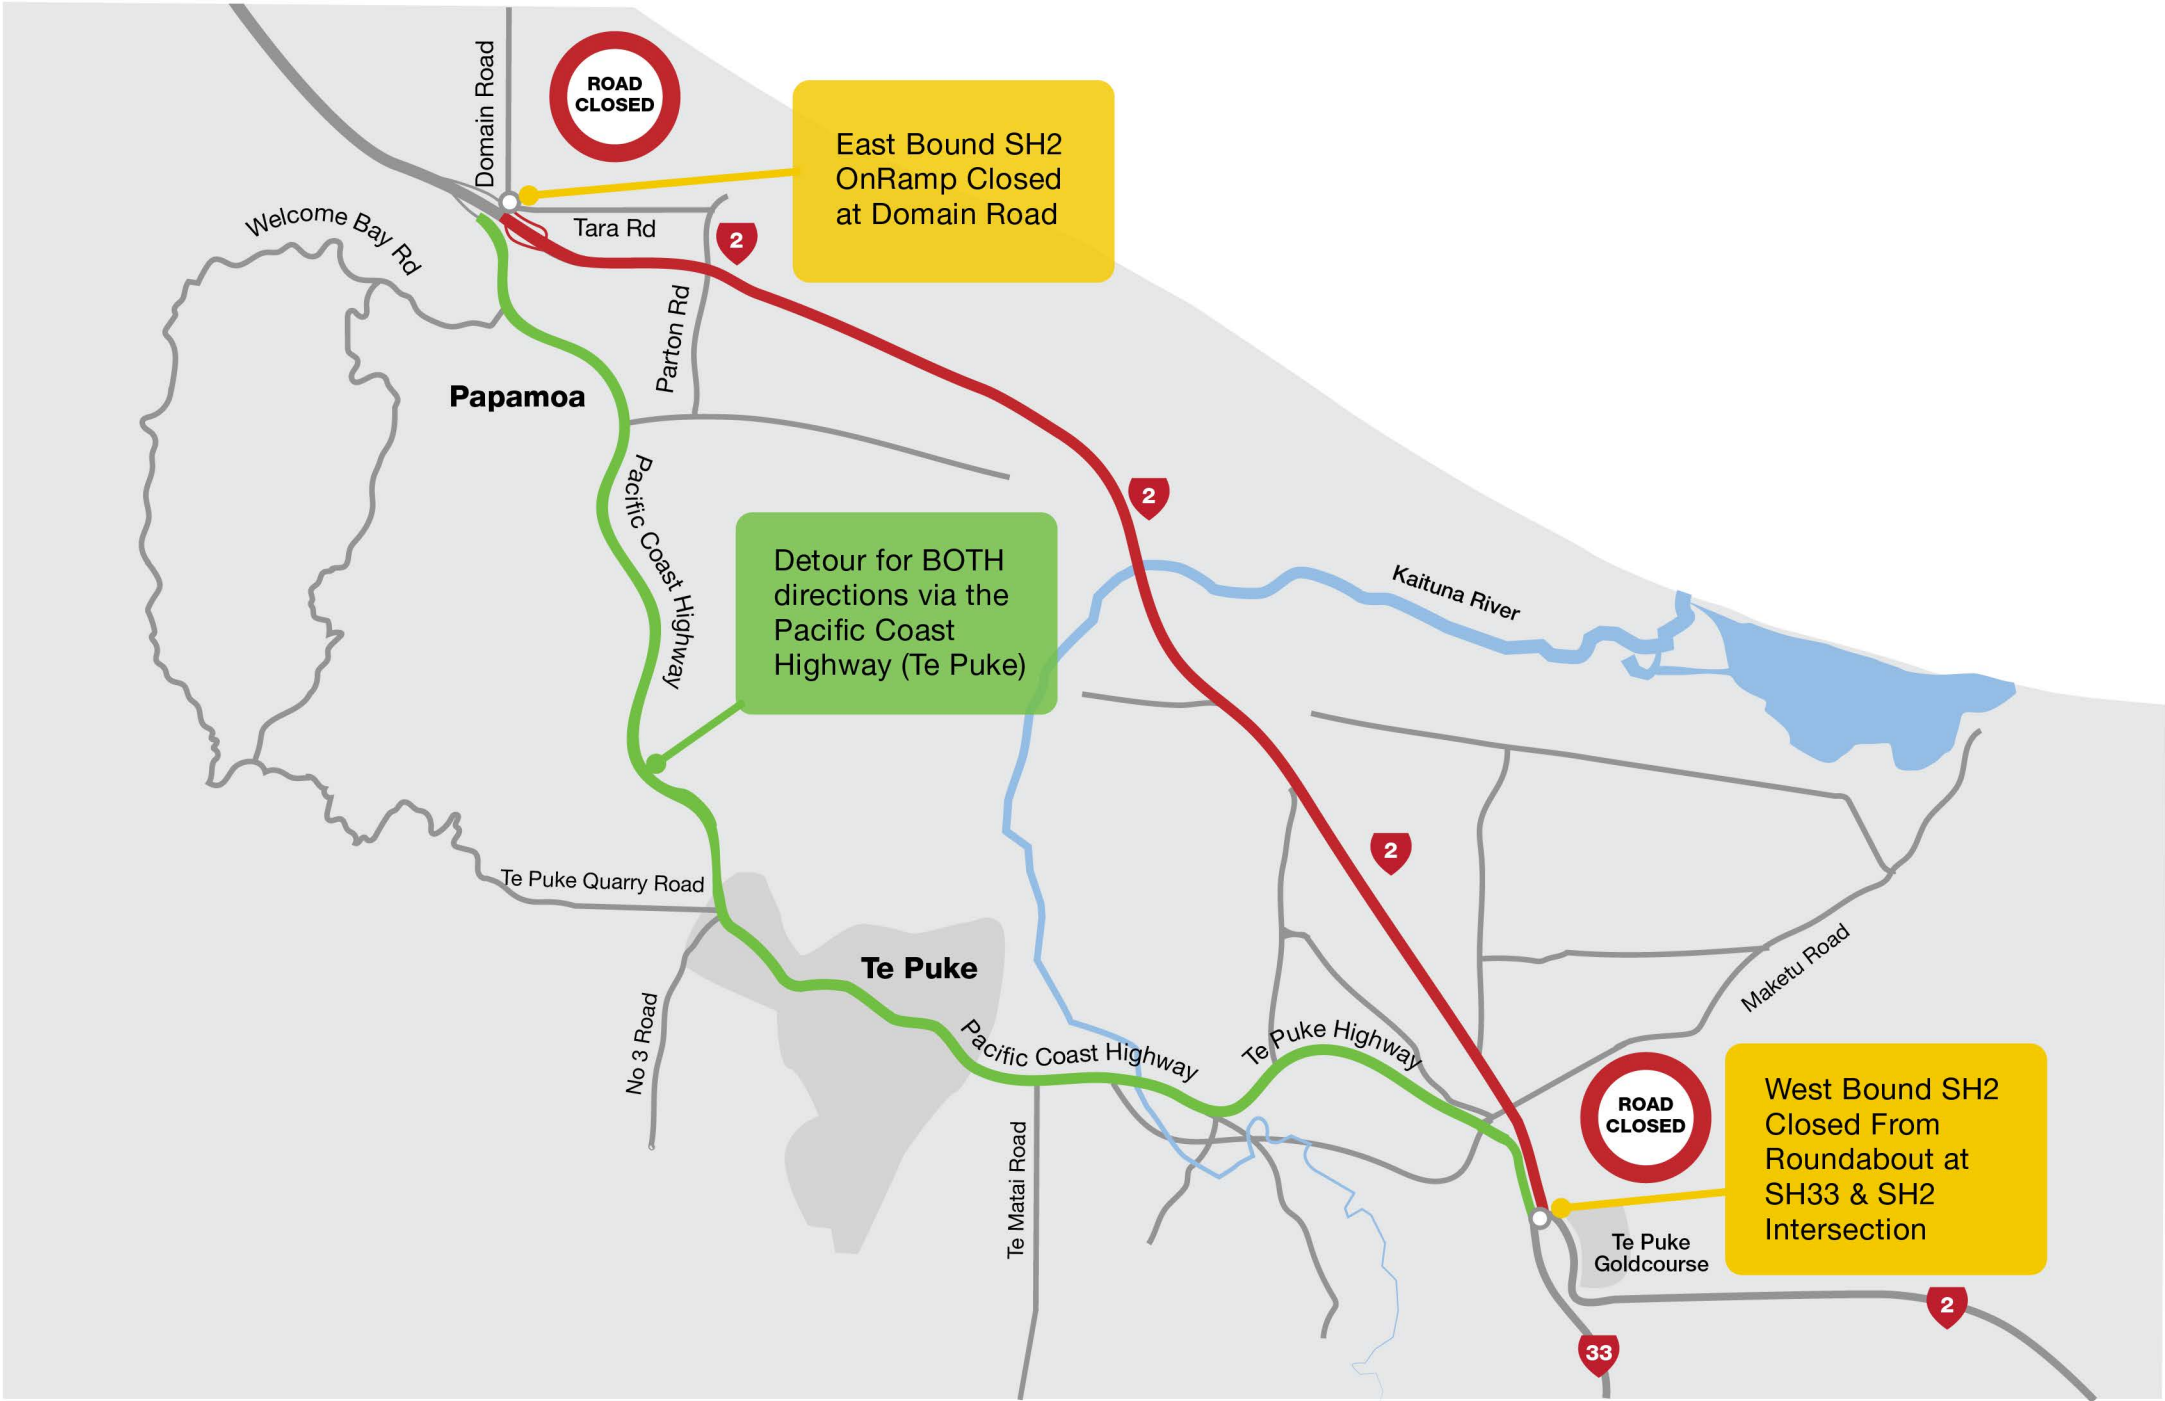 Domain Road
ROAD
CLOSED
East Bound SH2
OnRamp Closed
at Domain Road
Welcome Bay Rd
Tara Rd
2
Parton Rd
Papamoa
Pacific Coast Highway
2
Detour for BOTH
directions via the
Pacific Coast
Highway (Te Puke)
Kaituna River
2
Te Puke Quarry Road
Te Puke
Maketu Road
No 3 Road
Pacific Coast Highway
Te Puke Highway
ROAD
CLOSED
West Bound SH2
Closed From
Roundabout at
SH33 & SH2
Intersection
Te Matai Road
Te Puke
Goldcourse
2
33